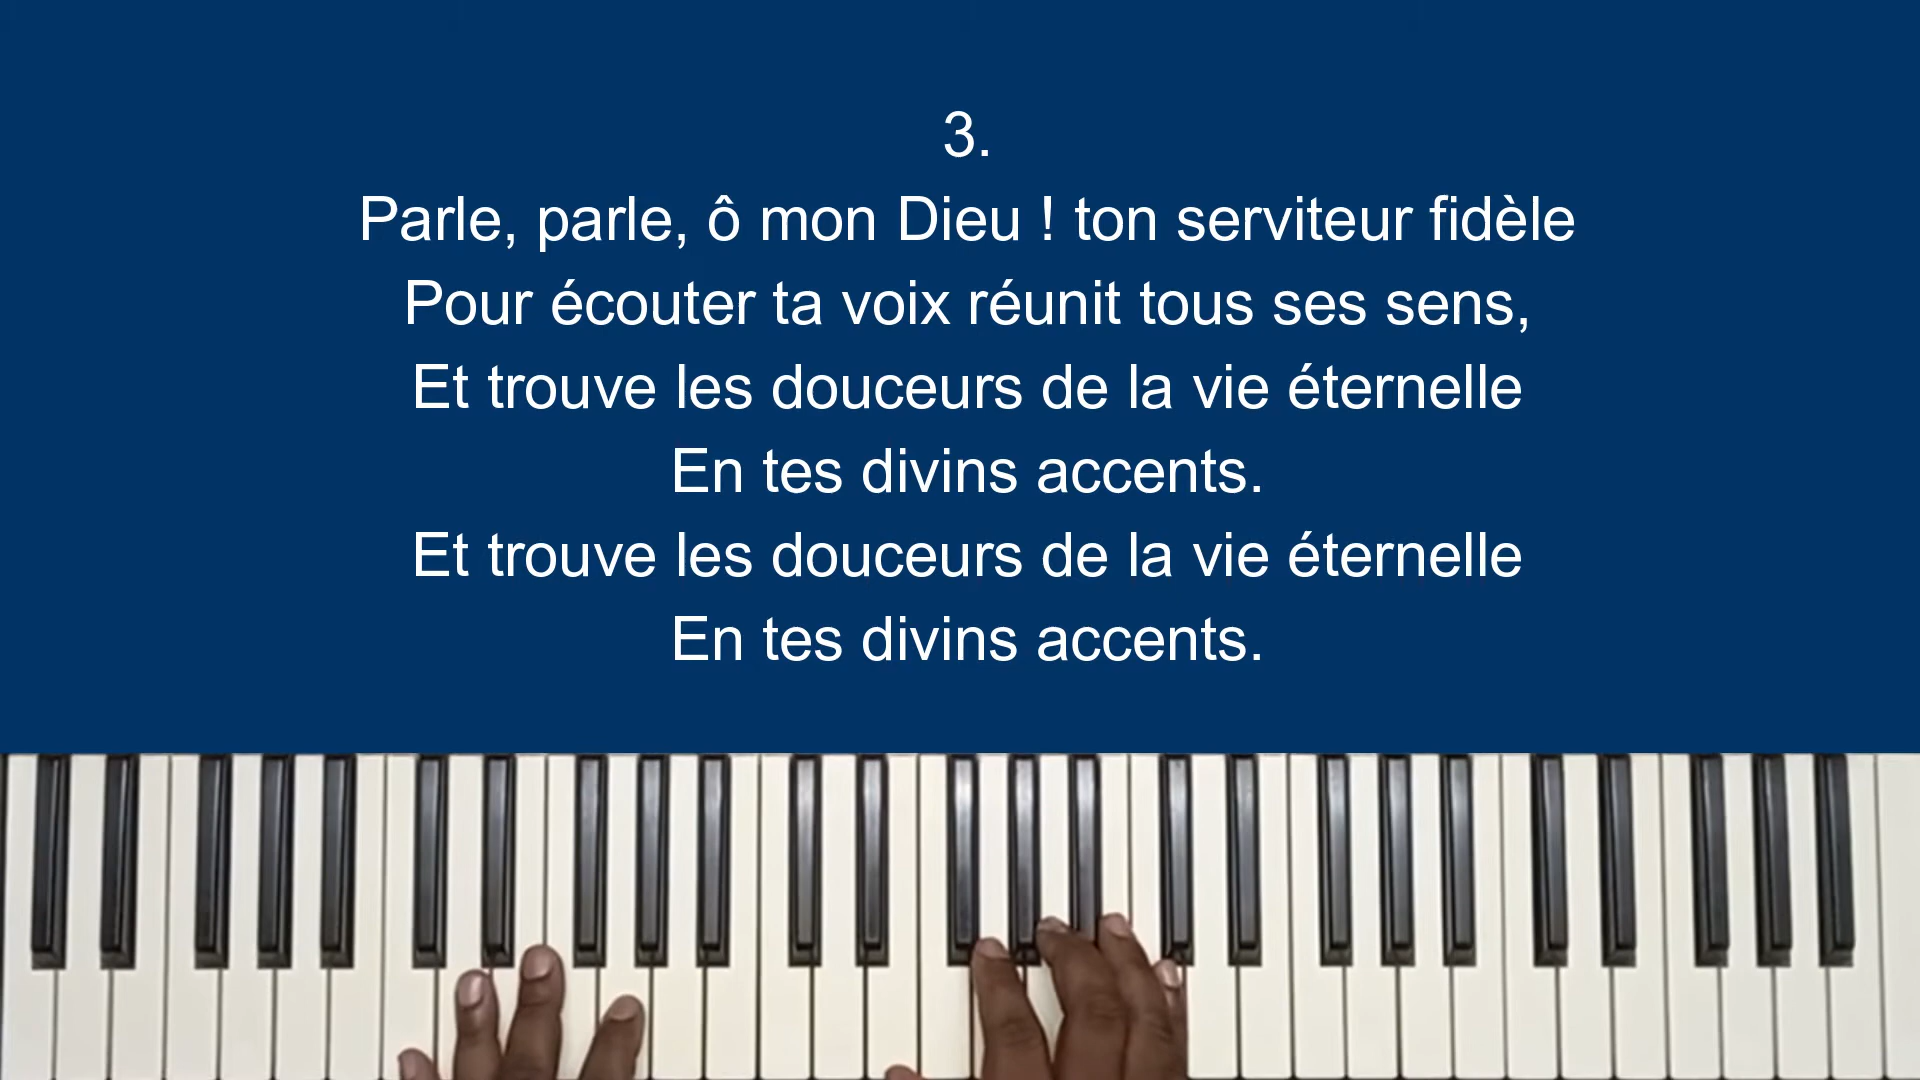 3.
Parle, parle, ô mon Dieu ! ton serviteur fidèle
Pour écouter ta voix réunit tous ses sens,
Et trouve les douceurs de la vie éternelle
En tes divins accents.
Et trouve les douceurs de la vie éternelle
En tes divins accents.